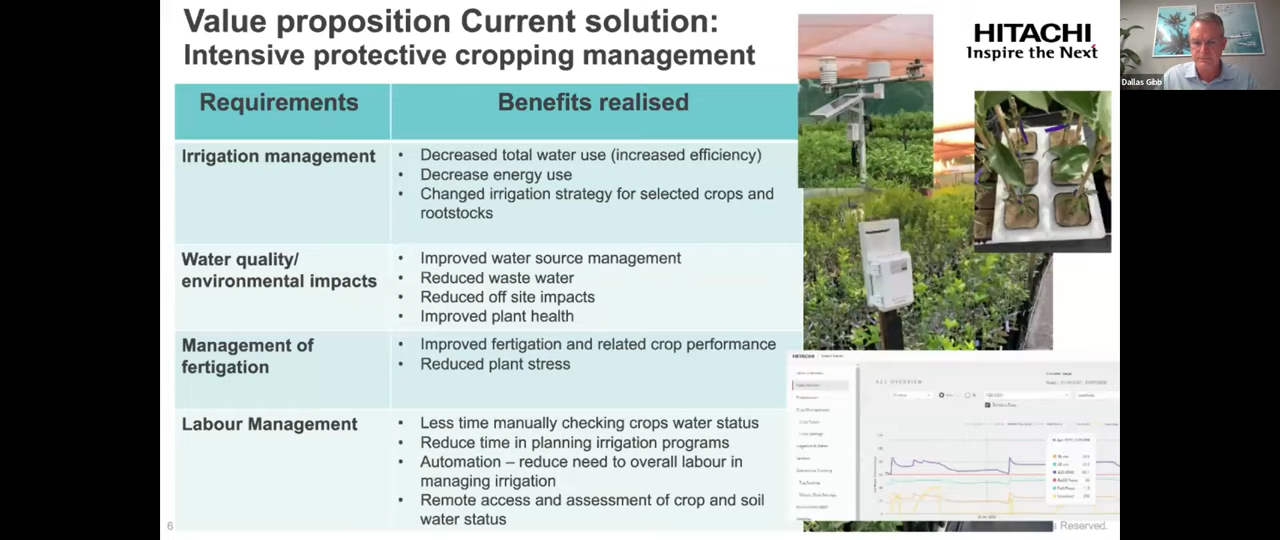 Value proposition Current solution:
Intensive protective cropping management
HITACHI
Inspire the Next
Dallas Gibb
Requirements
Benefits realised
Irrigation management
• Decreased total water use (increased efficiency)
• Decrease energy use
• Changed irrigation strategy for selected crops and
rootstocks
Water quality/
environmental impacts
• Improved water source management
• Reduced waste water
• Reduced off site impacts
• Improved plant health
Management of
fertigation
• Improved fertigation and related crop performance
• Reduced plant stress
Labour Management
• Less time manually checking crops water status
• Reduce time in planning irrigation programs
• Automation – reduce need to overall labour in
managing irrigation
• Remote access and assessment of crop and soil
water status
HITACHI
OVERVIEW
6
s Reserved.